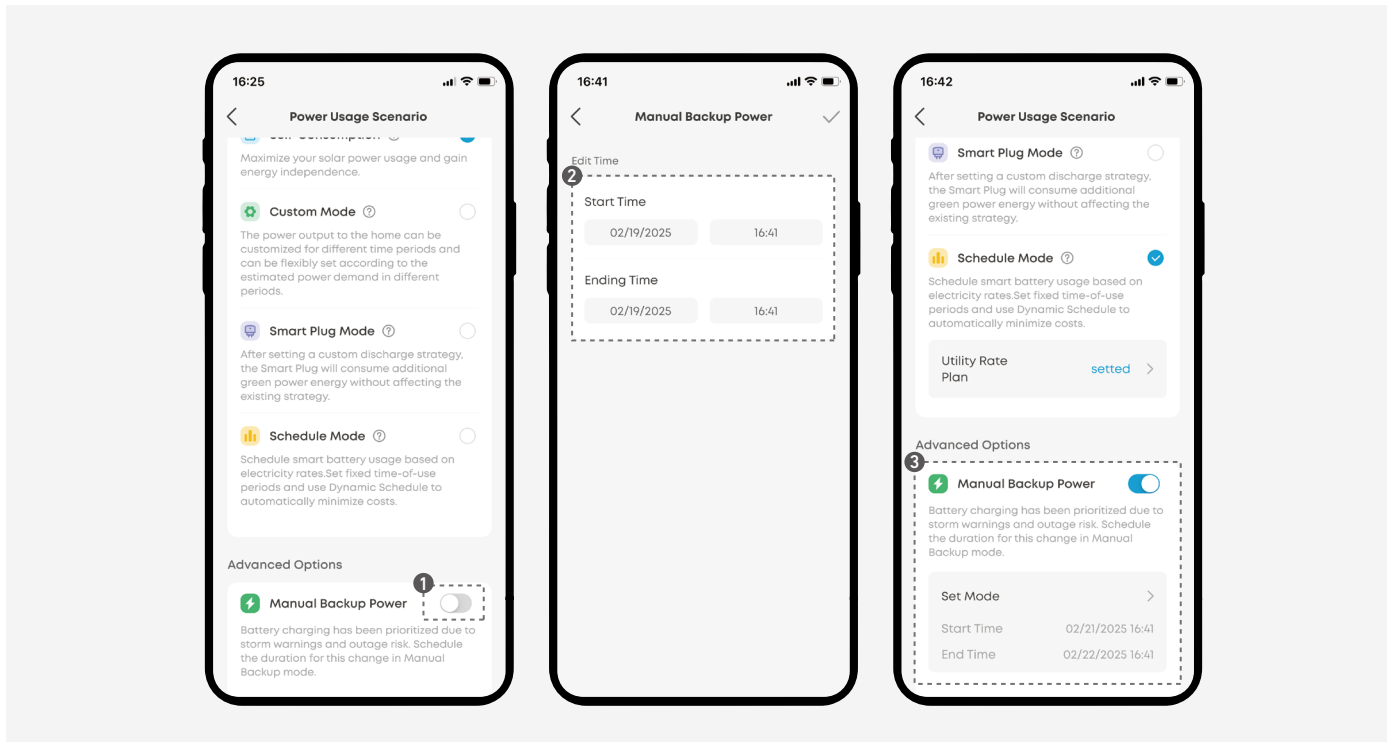 16:25
Power Usage Scenario
Self-Consumption ?
Maximize your solar power usage and gain
energy independence.
Custom Mode ?
The power output to the home can be
customized for different time periods and
can be flexibly set according to the
estimated power demand in different
periods.
Smart Plug Mode ?
After setting a custom discharge strategy,
the Smart Plug will consume additional
green power energy without affecting the
existing strategy.
Schedule Mode ?
Schedule smart battery usage based on
electricity rates.Set fixed time-of-use
periods and use Dynamic Schedule to
automatically minimize costs.
Advanced Options
1
Manual Backup Power
Battery charging has been prioritized due to
storm warnings and outage risk. Schedule
the duration for this change in Manual
Backup mode.
16:41
Manual Backup Power
Edit Time
2
Start Time
02/19/2025 16:41
Ending Time
02/19/2025 16:41
16:42
Power Usage Scenario
Smart Plug Mode ?
After setting a custom discharge strategy,
the Smart Plug will consume additional
green power energy without affecting the
existing strategy.
Schedule Mode ?
Schedule smart battery usage based on
electricity rates.Set fixed time-of-use
periods and use Dynamic Schedule to
automatically minimize costs.
Utility Rate
Plan
setted
Advanced Options
3
Manual Backup Power
Battery charging has been prioritized due to
storm warnings and outage risk. Schedule
the duration for this change in Manual
Backup mode.
Set Mode
Start Time 02/21/2025 16:41
End Time 02/22/2025 16:41